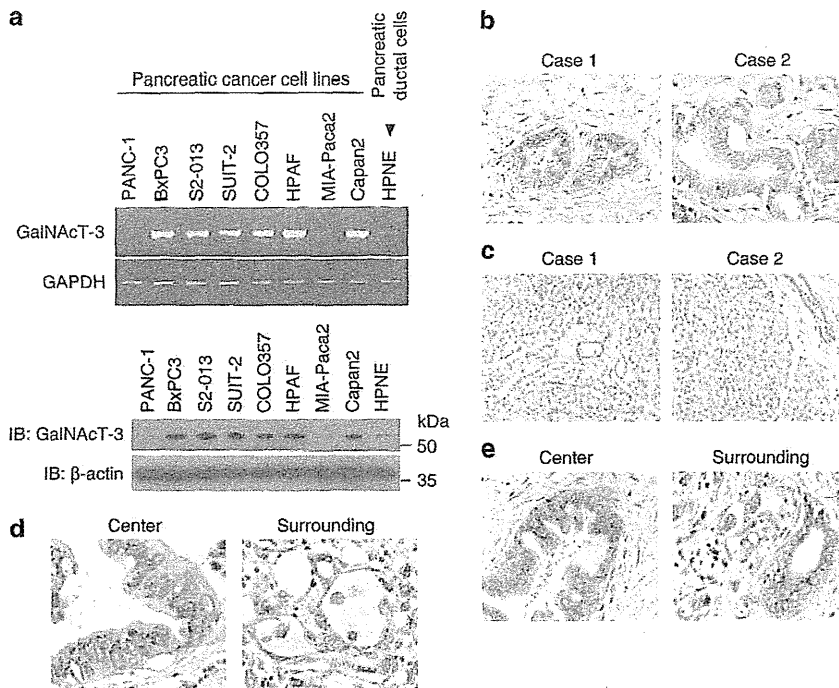 a
Pancreatic cancer cell lines
Pancreatic
ductal cells
PANC-1
BxPC3
S2-013
SUIT-2
COLO357
HPAF
MIA-Paca2
Capan2
HPNE
GalNAcT-3
GAPDH
PANC-1
BxPC3
S2-013
SUIT-2
COLO357
HPAF
MIA-Paca2
Capan2
HPNE
kDa
IB: GalNAcT-3
50
IB: β-actin
35
b
Case 1
Case 2
c
Case 1
Case 2
d
Center
Surrounding
e
Center
Surrounding